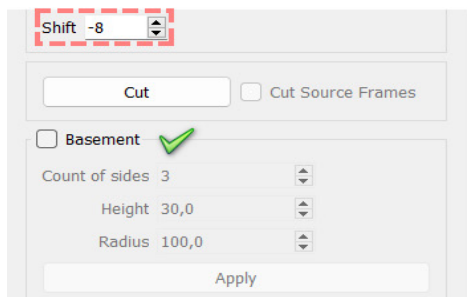 Shift -8
Cut Cut Source Frames
Basement
Count of sides 3
Height 30,0
Radius 100,0
Apply